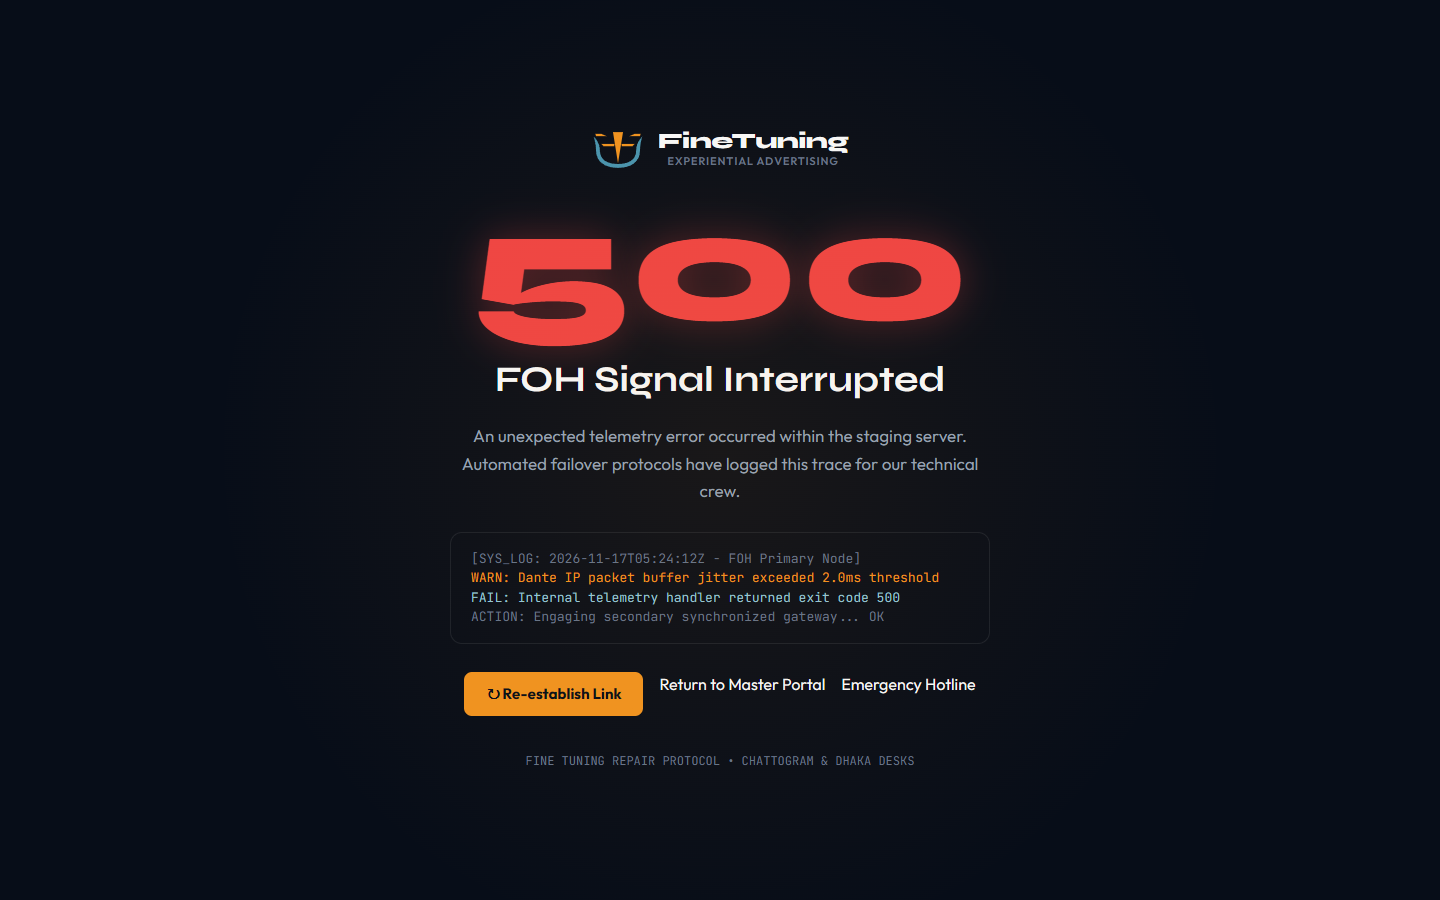 FineTuning
EXPERIENTIAL ADVERTISING
500
FOH Signal Interrupted
An unexpected telemetry error occurred within the staging server.
Automated failover protocols have logged this trace for our technical
crew.
[SYS_LOG: 2026-11-17T05:24:12Z - FOH Primary Node]
WARN: Dante IP packet buffer jitter exceeded 2.0ms threshold
FAIL: Internal telemetry handler returned exit code 500
ACTION: Engaging secondary synchronized gateway... OK
↻ Re-establish Link
Return to Master Portal
Emergency Hotline
FINE TUNING REPAIR PROTOCOL • CHATTOGRAM & DHAKA DESKS